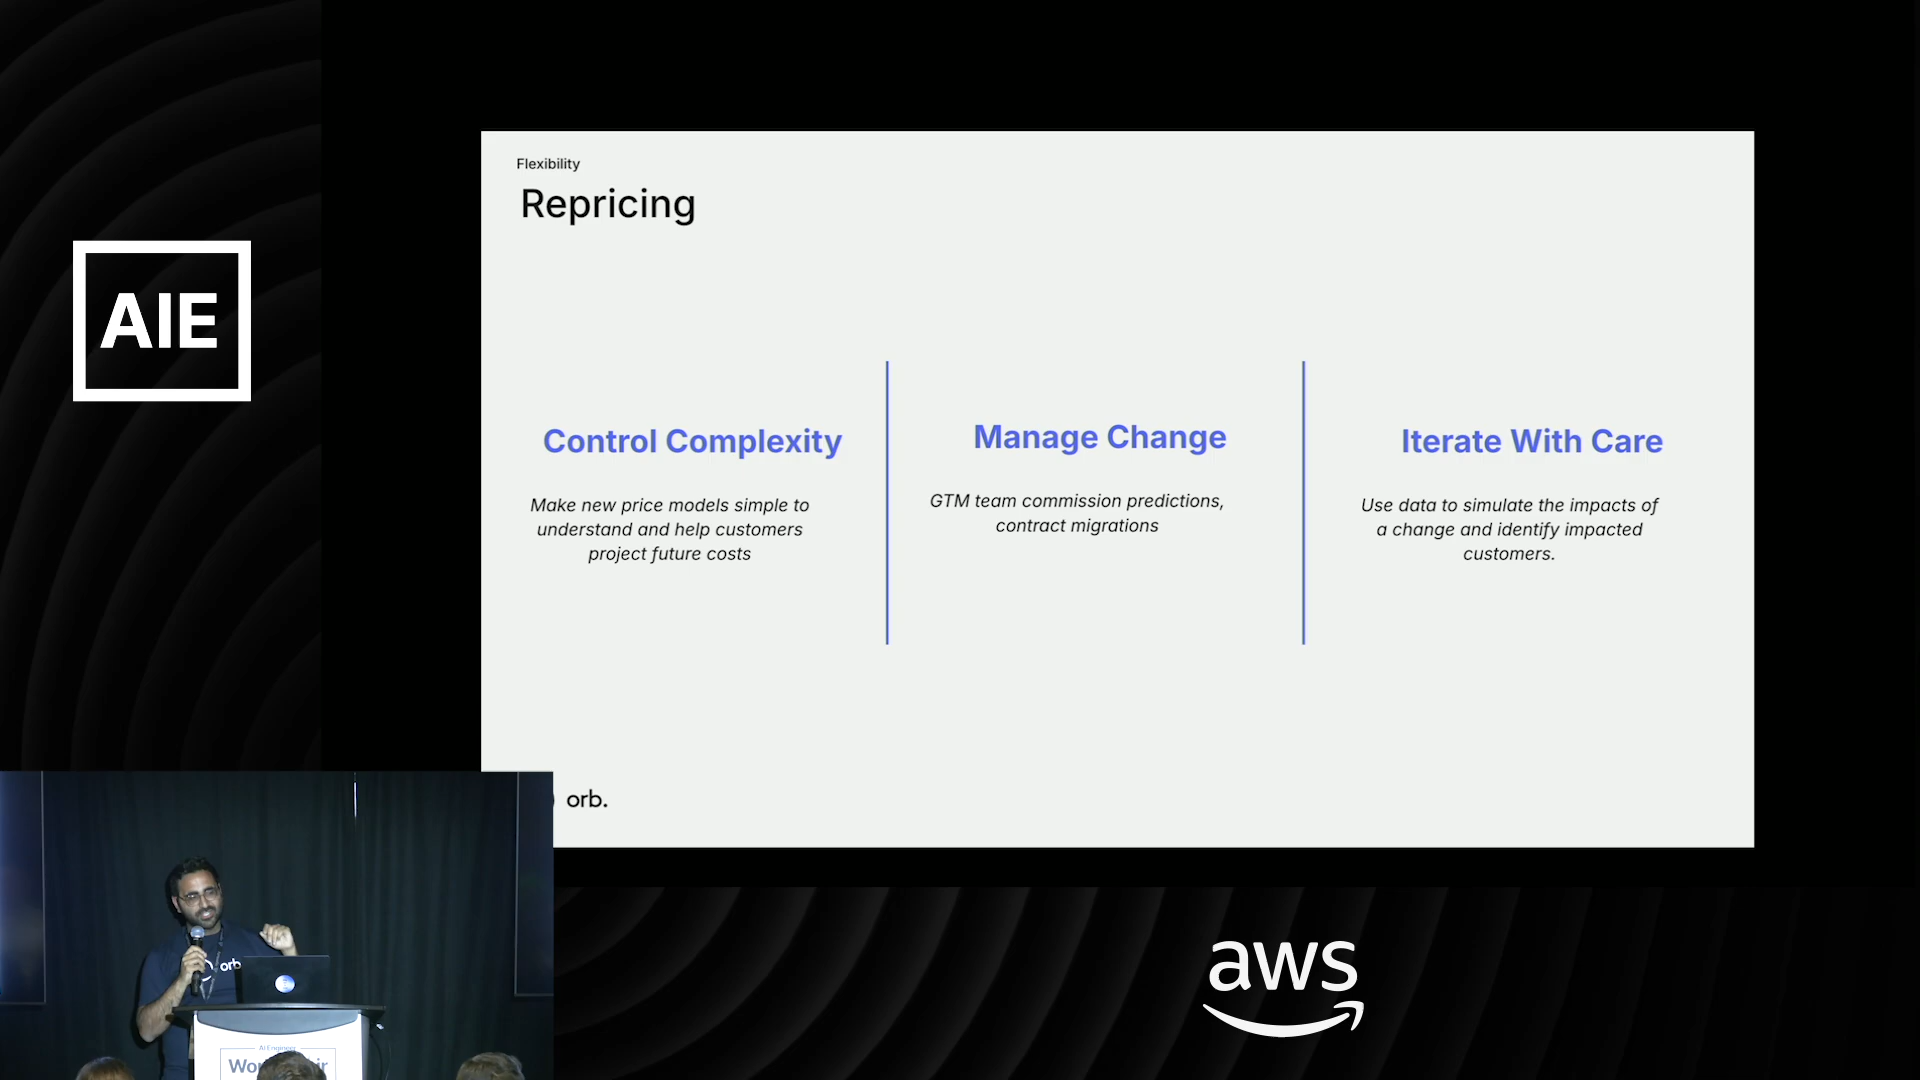 AIE
Flexibility
Repricing
Control Complexity
Make new price models simple to
understand and help customers
project future costs
Manage Change
GTM team commission predictions,
contract migrations
Iterate With Care
Use data to simulate the impacts of
a change and identify impacted
customers.
orb.
orb
AI Engineer
aws